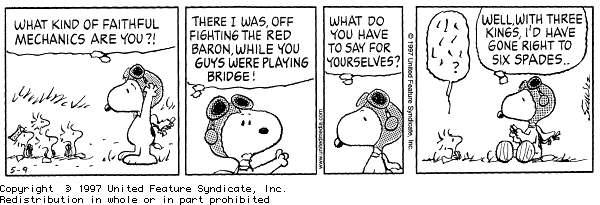 WHAT KIND OF FAITHFUL
MECHANICS ARE YOU?!
5-9
THERE I WAS, OFF
FIGHTING THE RED
BARON, WHILE YOU
GUYS WERE PLAYING
BRIDGE!
www.unitedmedia.com
WHAT DO
YOU HAVE
TO SAY FOR
YOURSELVES?
© 1997 United Feature Syndicate, Inc.
?
WELL, WITH THREE
KINGS, I'D HAVE
GONE RIGHT TO
SIX SPADES..
Schulz
Copyright © 1997 United Feature Syndicate, Inc.
Redistribution in whole or in part prohibited